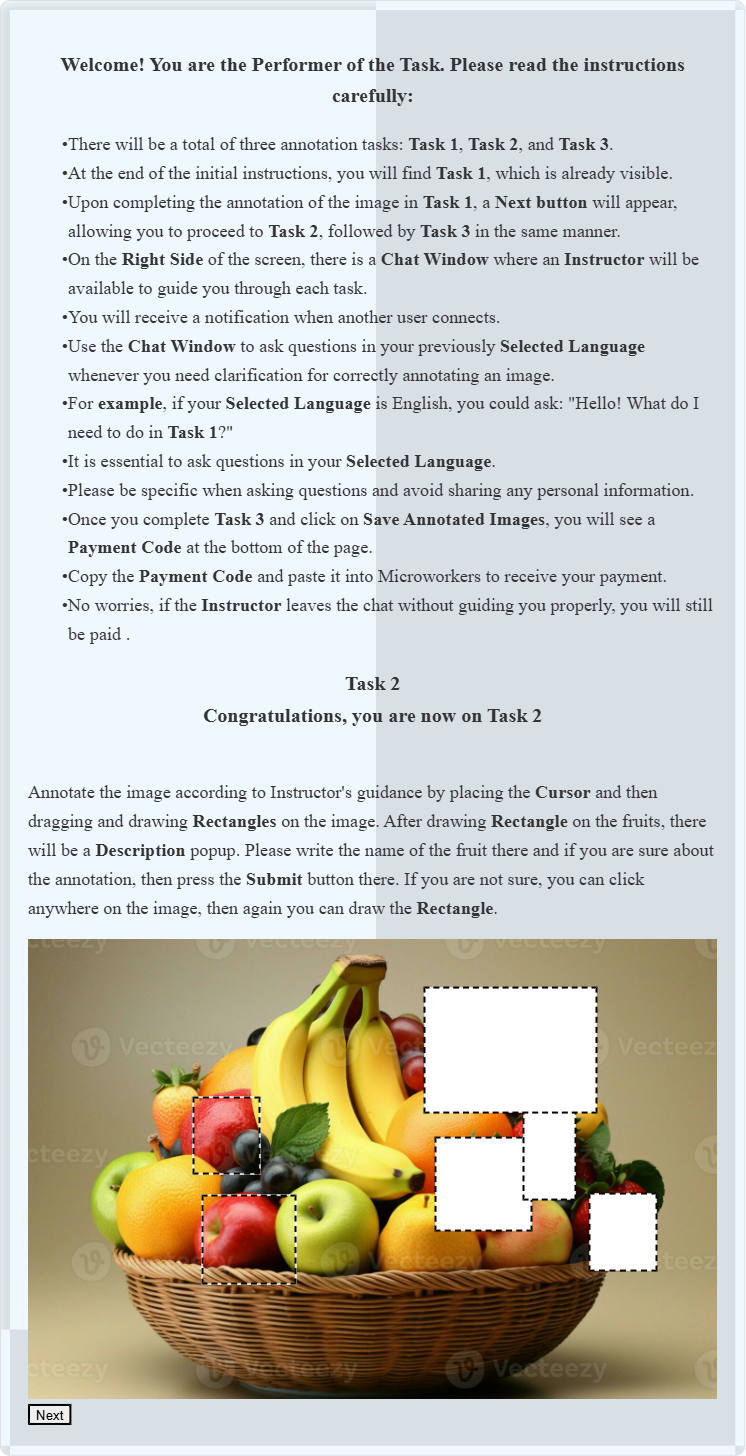 Welcome! You are the Performer of the Task. Please read the instructions
carefully:
•There will be a total of three annotation tasks: Task 1, Task 2, and Task 3.
•At the end of the initial instructions, you will find Task 1, which is already visible.
•Upon completing the annotation of the image in Task 1, a Next button will appear,
allowing you to proceed to Task 2, followed by Task 3 in the same manner.
•On the Right Side of the screen, there is a Chat Window where an Instructor will be
available to guide you through each task.
•You will receive a notification when another user connects.
•Use the Chat Window to ask questions in your previously Selected Language
whenever you need clarification for correctly annotating an image.
•For example, if your Selected Language is English, you could ask: "Hello! What do I
need to do in Task 1?"
•It is essential to ask questions in your Selected Language.
•Please be specific when asking questions and avoid sharing any personal information.
•Once you complete Task 3 and click on Save Annotated Images, you will see a
Payment Code at the bottom of the page.
•Copy the Payment Code and paste it into Microworkers to receive your payment.
•No worries, if the Instructor leaves the chat without guiding you properly, you will still
be paid .
Task 2
Congratulations, you are now on Task 2
Annotate the image according to Instructor's guidance by placing the Cursor and then
dragging and drawing Rectangles on the image. After drawing Rectangle on the fruits, there
will be a Description popup. Please write the name of the fruit there and if you are sure about
the annotation, then press the Submit button there. If you are not sure, you can click
anywhere on the image, then again you can draw the Rectangle.
Vecteezy
Vecteezy
Vecteezy
Vecteezy
Next